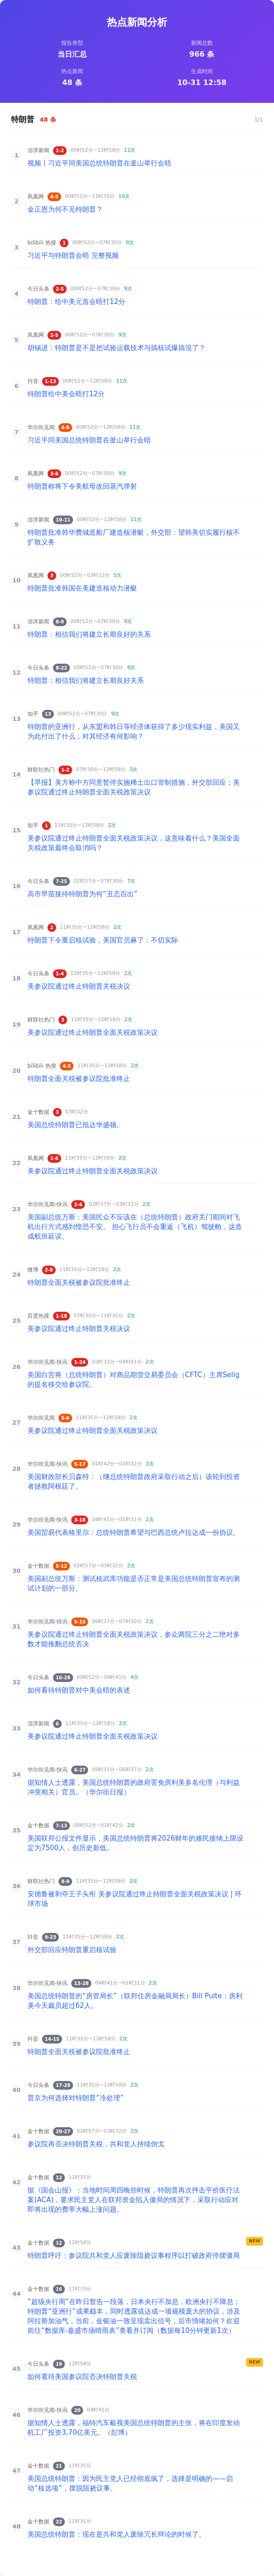 热点新闻分析
报告类型
新闻总数
当日汇总
966 条
热点新闻
生成时间
48 条
10-31 12:58
特朗普 48 条 1/1
1
澎湃新闻 1-2 00时52分~12时58分 11次
视频丨习近平同美国总统特朗普在釜山举行会晤
2
凤凰网 4-5 00时52分~11时35分 10次
金正恩为何不见特朗普？
3
bilibili 热搜 1 00时52分~07时30分 9次
习近平与特朗普会晤 完整视频
4
今日头条 2-5 00时52分~07时30分 9次
特朗普：给中美元首会晤打12分
5
凤凰网 2-5 00时52分~07时30分 9次
胡锡进：特朗普是不是把试验运载技术与搞核试爆搞混了？
6
抖音 1-13 00时52分~12时58分 11次
特朗普给中美会晤打12分
7
华尔街见闻 4-9 00时52分~12时58分 11次
习近平同美国总统特朗普在釜山举行会晤
8
凤凰网 3-6 00时52分~07时30分 9次
特朗普称将下令美航母改回蒸汽弹射
9
澎湃新闻 10-11 00时52分~12时58分 11次
特朗普批准韩华费城造船厂建造核潜艇，外交部：望韩美切实履行核不
扩散义务
10
凤凰网 3 00时52分~03时32分 5次
特朗普批准韩国在美建造核动力潜艇
11
澎湃新闻 8-9 00时52分~07时30分 9次
特朗普：相信我们将建立长期良好的关系
12
今日头条 8-22 00时52分~07时30分 9次
特朗普：相信我们将建立长期良好关系
13
知乎 13 00时52分~07时30分 9次
特朗普的亚洲行，从东盟和韩日等经济体获得了多少现实利益，美国又
为此付出了什么，对其经济有何影响？
14
财联社热门 1-2 07时30分~12时58分 3次
【早报】美方称中方同意暂停实施稀土出口管制措施，外交部回应；美
参议院通过终止特朗普全面关税政策决议
15
知乎 1 11时35分~12时58分 2次
美参议院通过终止特朗普全面关税政策决议，这意味着什么？美国全面
关税政策最终会取消吗？
16
今日头条 7-25 02时57分~07时30分 7次
高市早苗接待特朗普为何“丑态百出”
17
凤凰网 2 11时35分~12时58分 2次
特朗普下令重启核试验，美国官员麻了：不切实际
18
今日头条 1-4 11时35分~12时58分 2次
美参议院通过终止特朗普关税决议
19
财联社热门 3 11时35分~12时58分 2次
美参议院通过终止特朗普全面关税政策决议
20
bilibili 热搜 4-5 11时35分~12时58分 2次
特朗普全面关税被参议院批准终止
21
金十数据 3 03时32分
美国总统特朗普已抵达华盛顿。
22
凤凰网 1-4 11时35分~12时58分 2次
美参议院通过终止特朗普全面关税政策决议
23
华尔街见闻-快讯 2-6 02时57分~03时32分 2次
美国副总统万斯：美国民众不应该在（总统特朗普）政府关门期间对飞
机出行方式感到惶恐不安。 担心飞行员不会重返（飞机）驾驶舱，这造
成航班延误。
24
微博 2-8 11时35分~12时58分 2次
特朗普全面关税被参议院批准终止
25
百度热搜 1-18 07时30分~11时35分 2次
美参议院通过终止特朗普关税决议
26
华尔街见闻-快讯 1-24 03时32分~04时41分 2次
美国白宫将（总统特朗普）对商品期货交易委员会（CFTC）主席Selig
的提名移交给参议院。
27
华尔街见闻 5-6 11时35分~12时58分 2次
美参议院通过终止特朗普全面关税政策决议
28
华尔街见闻-快讯 5-17 01时42分~03时32分 3次
美国财政部长贝森特：（继总统特朗普政府采取行动之后）该轮到投资
者拯救阿根廷了。
29
华尔街见闻-快讯 3-18 04时41分~05时31分 2次
美国贸易代表格里尔：总统特朗普希望与巴西总统卢拉达成一份协议。
30
金十数据 5-12 02时57分~03时32分 2次
美国副总统万斯：测试核武库功能是否正常是美国总统特朗普宣布的测
试计划的一部分。
31
华尔街见闻-快讯 5-15 06时37分~07时30分 2次
美参议院通过终止特朗普全面关税政策决议，参众两院三分之二绝对多
数才能推翻总统否决
32
今日头条 16-28 00时52分~04时41分 4次
如何看待特朗普对中美会晤的表述
33
澎湃新闻 6 11时35分~12时58分 2次
美参议院通过终止特朗普全面关税政策决议
34
华尔街见闻-快讯 6-27 05时31分~06时37分 2次
据知情人士透露，美国总统特朗普的政府罢免房利美多名伦理（与利益
冲突相关）官员。（华尔街日报）
35
金十数据 7-13 00时52分~01时42分 2次
美国联邦公报文件显示，美国总统特朗普将2026财年的难民接纳上限设
定为7500人，创历史新低。
36
财联社热门 8-9 11时35分~12时58分 2次
安德鲁被剥夺王子头衔 美参议院通过终止特朗普全面关税政策决议丨环
球市场
37
抖音 9-23 11时35分~12时58分 2次
外交部回应特朗普重启核试验
38
华尔街见闻-快讯 13-26 04时41分~05时31分 2次
美国总统特朗普的“房管局长”（联邦住房金融局局长）Bill Pulte：房利
美今天裁员超过62人。
39
抖音 14-15 11时35分~12时58分 2次
特朗普全面关税被参议院批准终止
40
今日头条 17-28 11时35分~12时58分 2次
普京为何选择对特朗普“冷处理”
41
金十数据 20-27 02时57分~03时32分 2次
参议院再否决特朗普关税，共和党人持续倒戈
42
金十数据 12 11时35分
据《国会山报》：当地时间周四晚些时候，特朗普再次抨击平价医疗法
案(ACA)，要求民主党人在联邦资金陷入僵局的情况下，采取行动应对
即将出现的费率大幅上涨问题。
43
金十数据 12 12时58分 NEW
特朗普呼吁：参议院共和党人应废除阻挠议事程序以打破政府停摆僵局
44
金十数据 16 11时35分
“超级央行周”在昨日暂告一段落，日本央行不加息，欧洲央行不降息；
特朗普“亚洲行”成果颇丰，同时透露或达成一项规模庞大的协议，涉及
阿拉斯加油气，当前，金银油一致呈现卖出信号，后市情绪如何？欢迎
前往“数据库-嘉盛市场晴雨表”查看并订阅（数据每10分钟更新1次）
45
今日头条 19 12时58分 NEW
如何看待美国参议院否决特朗普关税
46
华尔街见闻-快讯 20 04时41分
据知情人士透露，福特汽车藐视美国总统特朗普的主张，将在印度发动
机工厂投资3.70亿美元。（彭博）
47
金十数据 21 11时35分
美国总统特朗普：因为民主党人已经彻底疯了，选择是明确的——启
动“核选项”，摆脱阻挠议事。
48
金十数据 22 11时35分
美国总统特朗普：现在是共和党人废除冗长辩论的时候了。